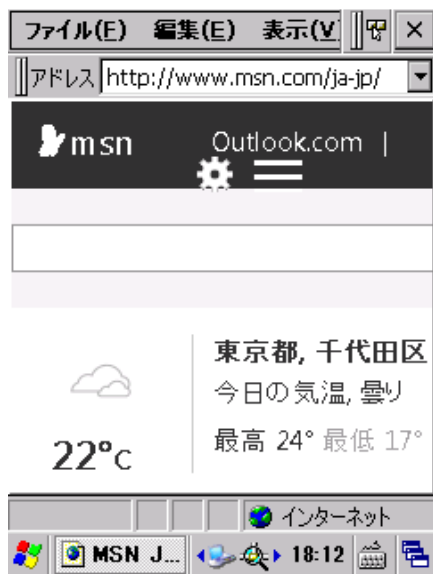 ファイル(F) 編集(E) 表示(V
アドレス http://www.msn.com/ja-jp/
msn Outlook.com |
東京都, 千代田区
今日の気温, 曇り
22°c
最高 24° 最低 17°
インターネット
MSN J... 18:12